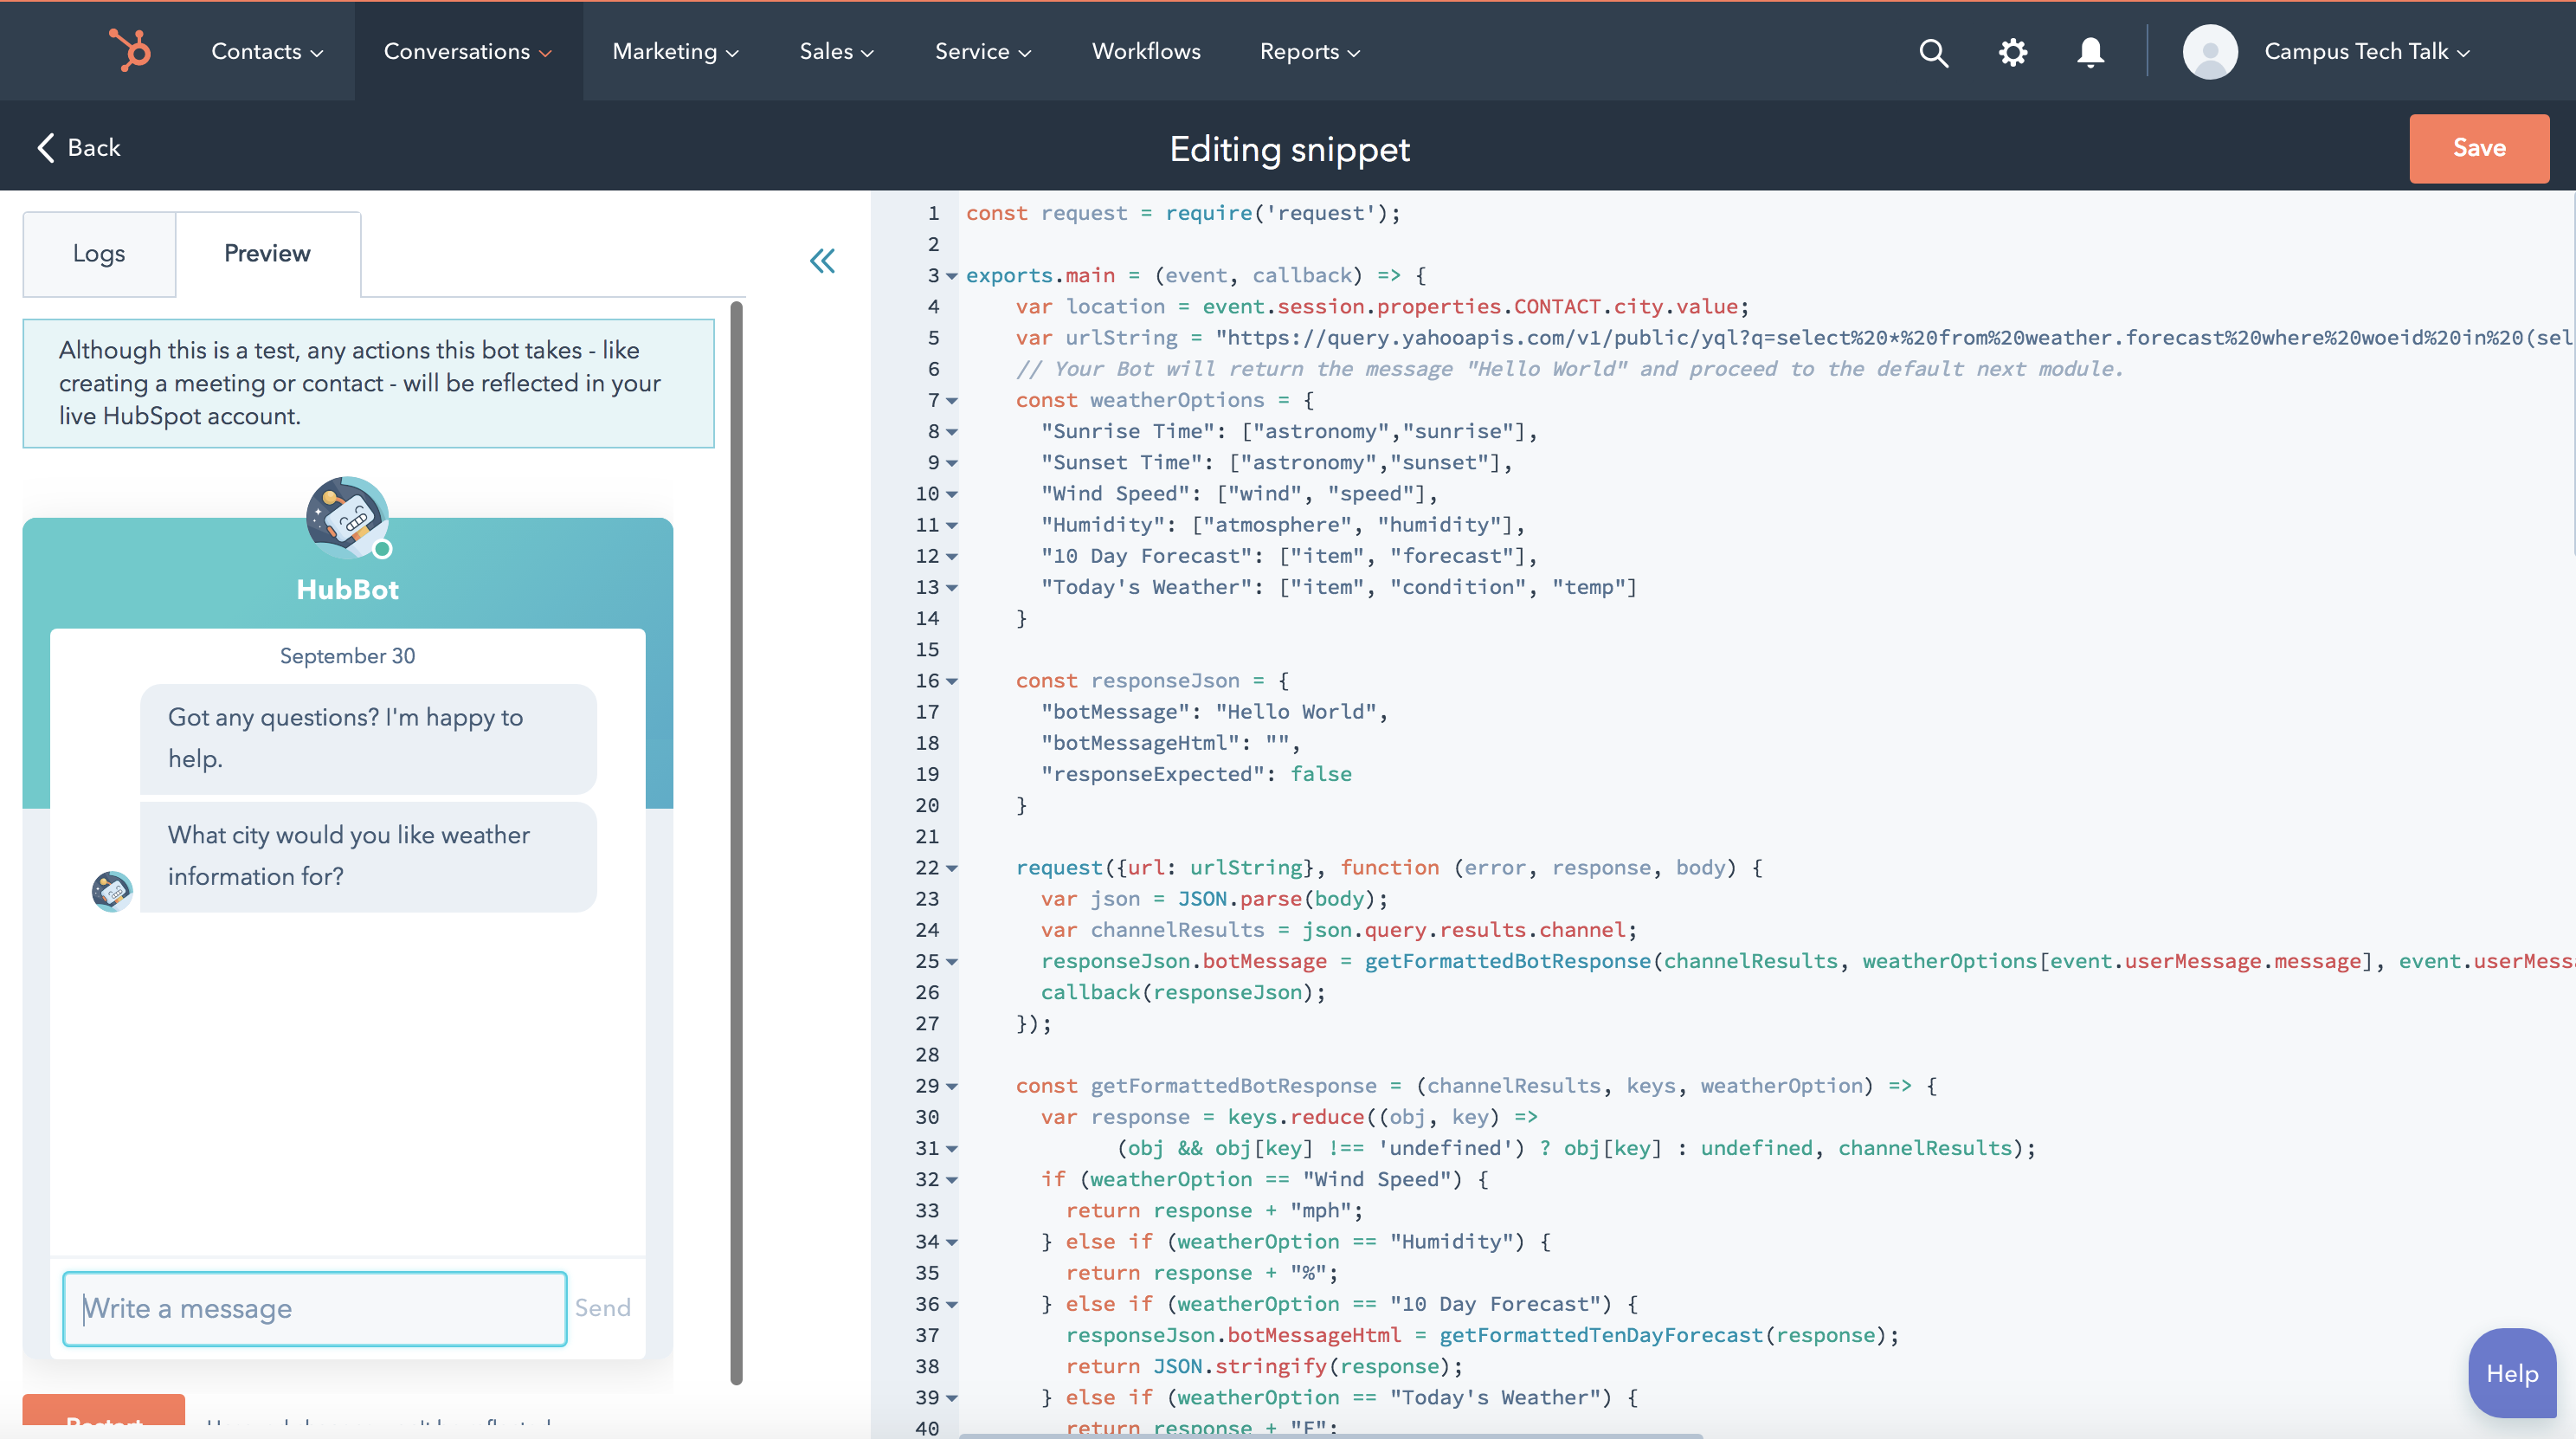 Contacts Conversations Marketing Sales Service Workflows Reports Campus Tech Talk
Back
Editing snippet
Save
Logs
Preview
Although this is a test, any actions this bot takes - like
creating a meeting or contact - will be reflected in your
live HubSpot account.
HubBot
September 30
Got any questions? I'm happy to
help.
What city would you like weather
information for?
Write a message
Send
Restart
1 const request = require('request');
2
3 exports.main = (event, callback) => {
4 var location = event.session.properties.CONTACT.city.value;
5 var urlString = "https://query.yahooapis.com/v1/public/yql?q=select%20*%20from%20weather.forecast%20where%20woeid%20in%20(sel
6 // Your Bot will return the message "Hello World" and proceed to the default next module.
7 const weatherOptions = {
8 "Sunrise Time": ["astronomy","sunrise"],
9 "Sunset Time": ["astronomy","sunset"],
10 "Wind Speed": ["wind", "speed"],
11 "Humidity": ["atmosphere", "humidity"],
12 "10 Day Forecast": ["item", "forecast"],
13 "Today's Weather": ["item", "condition", "temp"]
14 }
15
16 const responseJson = {
17 "botMessage": "Hello World",
18 "botMessageHtml": "",
19 "responseExpected": false
20 }
21
22 request({url: urlString}, function (error, response, body) {
23 var json = JSON.parse(body);
24 var channelResults = json.query.results.channel;
25 responseJson.botMessage = getFormattedBotResponse(channelResults, weatherOptions[event.userMessage.message], event.userMess
26 callback(responseJson);
27 });
28
29 const getFormattedBotResponse = (channelResults, keys, weatherOption) => {
30 var response = keys.reduce((obj, key) =>
31 (obj && obj[key] !== 'undefined') ? obj[key] : undefined, channelResults);
32 if (weatherOption == "Wind Speed") {
33 return response + "mph";
34 } else if (weatherOption == "Humidity") {
35 return response + "%";
36 } else if (weatherOption == "10 Day Forecast") {
37 responseJson.botMessageHtml = getFormattedTenDayForecast(response);
38 return JSON.stringify(response);
39 } else if (weatherOption == "Today's Weather") {
40 return response + "F";
Help